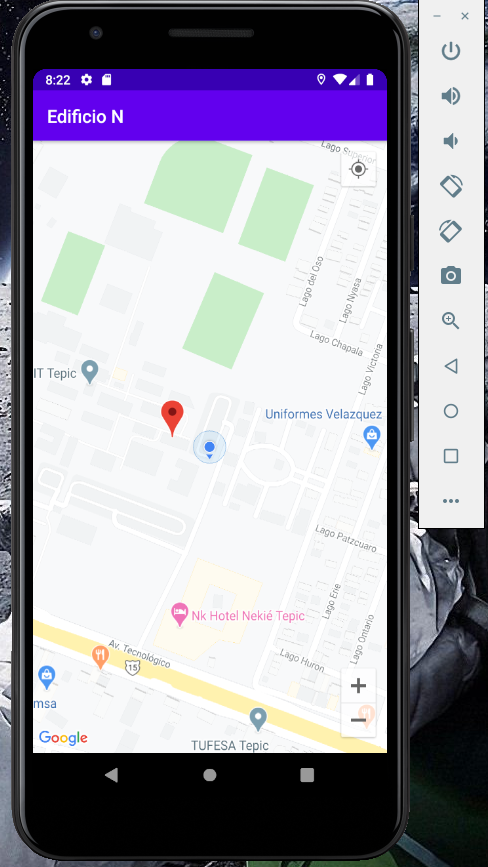 8:22
Edificio N
Lago Superior
Lago del Oso
Lago Nyasa
Lago Chapala
Lago Victoria
IT Tepic
Uniformes Velazquez
Lago Patzcuaro
Lago Erie
Nk Hotel Nekié Tepic
Lago Ontario
Av. Tecnológico
15
Lago Huron
msa
Google
TUFESA Tepic